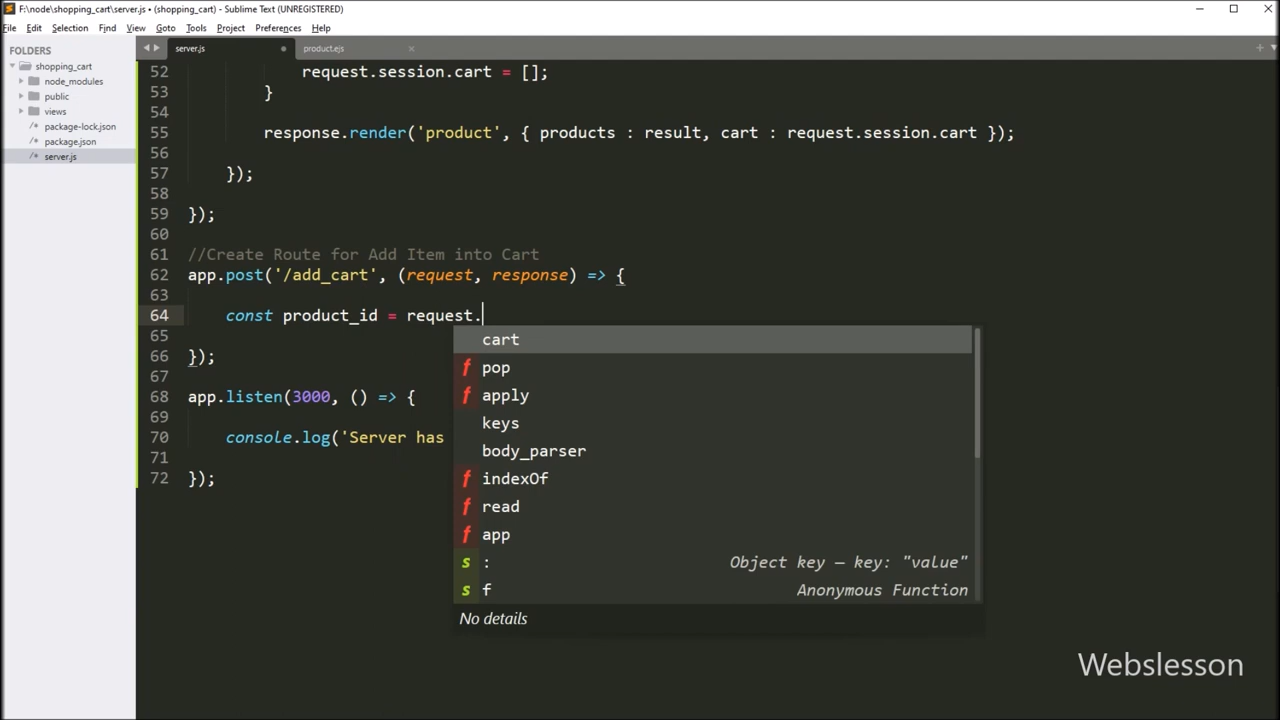 F:\node\shopping_cart\server.js • (shopping_cart) - Sublime Text (UNREGISTERED)
File Edit Selection Find View Goto Tools Project Preferences Help
FOLDERS
shopping_cart
node_modules
public
views
package-lock.json
package.json
server.js
server.js product.ejs
52 request.session.cart = [];
53 }
54
55 response.render('product', { products : result, cart : request.session.cart });
56
57 });
58
59 });
60
61 //Create Route for Add Item into Cart
62 app.post('/add_cart', (request, response) => {
63
64 const product_id = request.
65
66 });
67
68 app.listen(3000, () => {
69
70 console.log('Server has
71
72 });
cart
f pop
f apply
keys
body_parser
f indexOf
f read
f app
s : Object key — key: "value"
s f Anonymous Function
No details
Webslesson